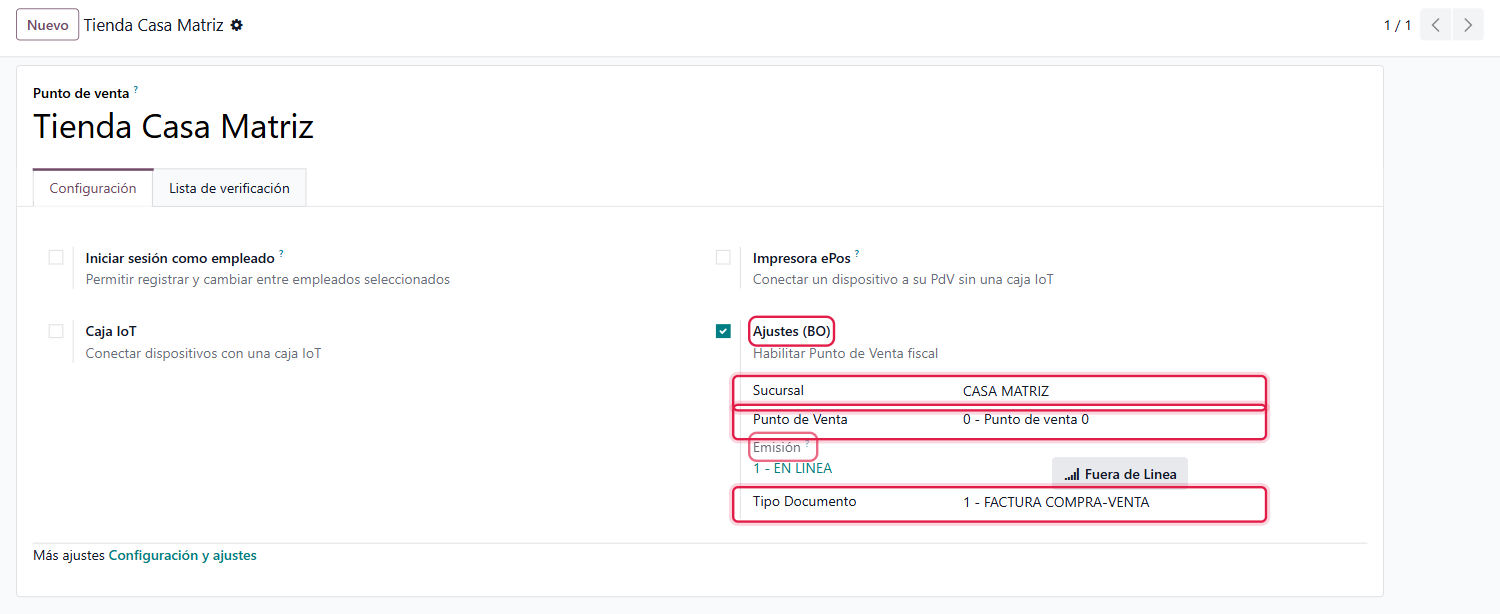 Nuevo Tienda Casa Matriz 1 / 1
Punto de venta ?
Tienda Casa Matriz
Configuración Lista de verificación
Iniciar sesión como empleado ?
Permitir registrar y cambiar entre empleados seleccionados
Impresora ePos ?
Conectar un dispositivo a su PdV sin una caja IoT
Caja IoT
Conectar dispositivos con una caja IoT
Ajustes (BO)
Habilitar Punto de Venta fiscal
Sucursal CASA MATRIZ
Punto de Venta 0 - Punto de venta 0
Emisión ?
1 - EN LINEA
Fuera de Linea
Tipo Documento 1 - FACTURA COMPRA-VENTA
Más ajustes Configuración y ajustes